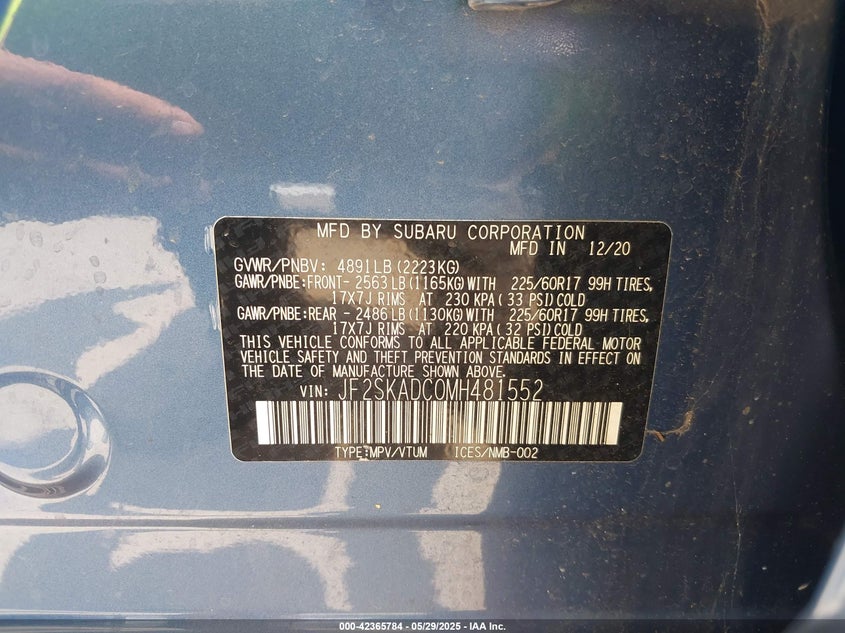 MFD BY SUBARU CORPORATION
MFD IN 12/20
GVWR/PNBV: 4891LB(2223KG)
GAWR/PNBE:FRONT- 2563LB(1165KG)WITH 225/60R17 99H TIRES,
17X7J RIMS AT 230 KPA(33 PSI)COLD
GAWR/PNBE:REAR - 2486LB(1130KG)WITH 225/60R17 99H TIRES,
17X7J RIMS AT 220 KPA(32 PSI)COLD
THIS VEHICLE CONFORMS TO ALL APPLICABLE FEDERAL MOTOR
VEHICLE SAFETY AND THEFT PREVENTION STANDARDS IN EFFECT ON
THE DATE OF MANUFACTURE SHOWN ABOVE.
VIN: JF2SKADC0MH481552
TYPE:MPV/VTUM ICES/NMB-002
000-42365784 - 05/29/2025 - IAA Inc.